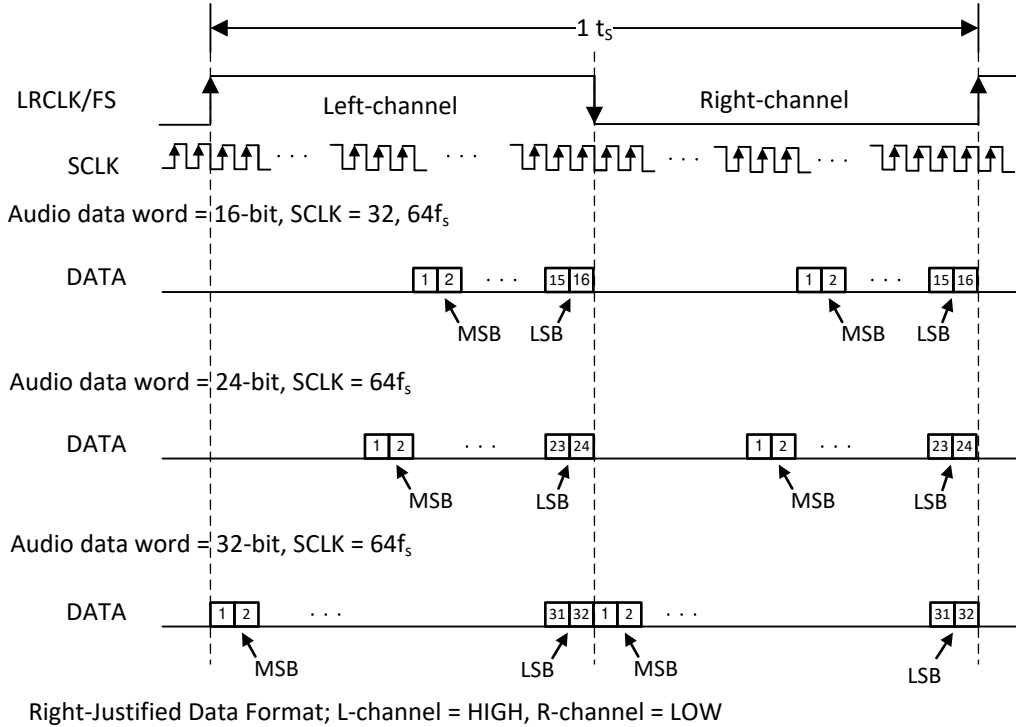 1 tₛ
LRCLK/FS
Left-channel
Right-channel
SCLK
. . .
. . .
. . .
. . .
Audio data word = 16-bit, SCLK = 32, 64fₛ
DATA
1 2 . . . 15 16 1 2 . . . 15 16
MSB LSB MSB LSB
Audio data word = 24-bit, SCLK = 64fₛ
DATA
1 2 . . . 23 24 1 2 . . . 23 24
MSB LSB MSB LSB
Audio data word = 32-bit, SCLK = 64fₛ
DATA
1 2 . . . 31 32 1 2 . . . 31 32
MSB LSB MSB LSB
Right-Justified Data Format; L-channel = HIGH, R-channel = LOW